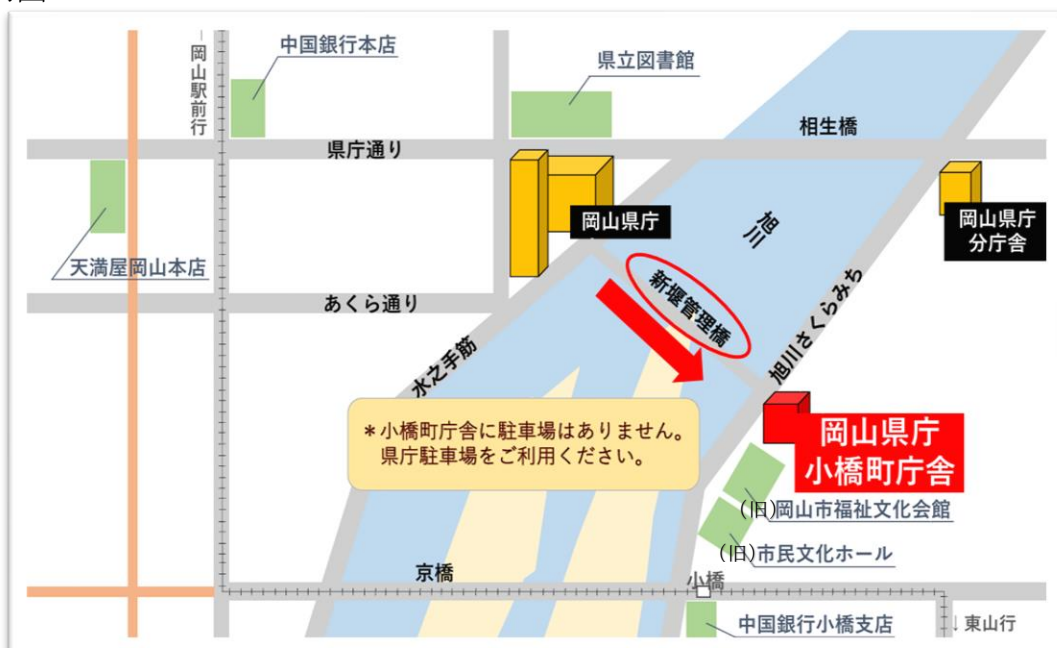 岡山駅前行
中国銀行本店
県立図書館
相生橋
県庁通り
岡山県庁
旭川
岡山県庁
分庁舎
天満屋岡山本店
新堰管理橋
あくら通り
旭川さくらみち
水之手筋
*小橋町庁舎に駐車場はありません。
県庁駐車場をご利用ください。
岡山県庁
小橋町庁舎
(旧)岡山市福祉文化会館
(旧)市民文化ホール
京橋
小橋
中国銀行小橋支店
↓東山行